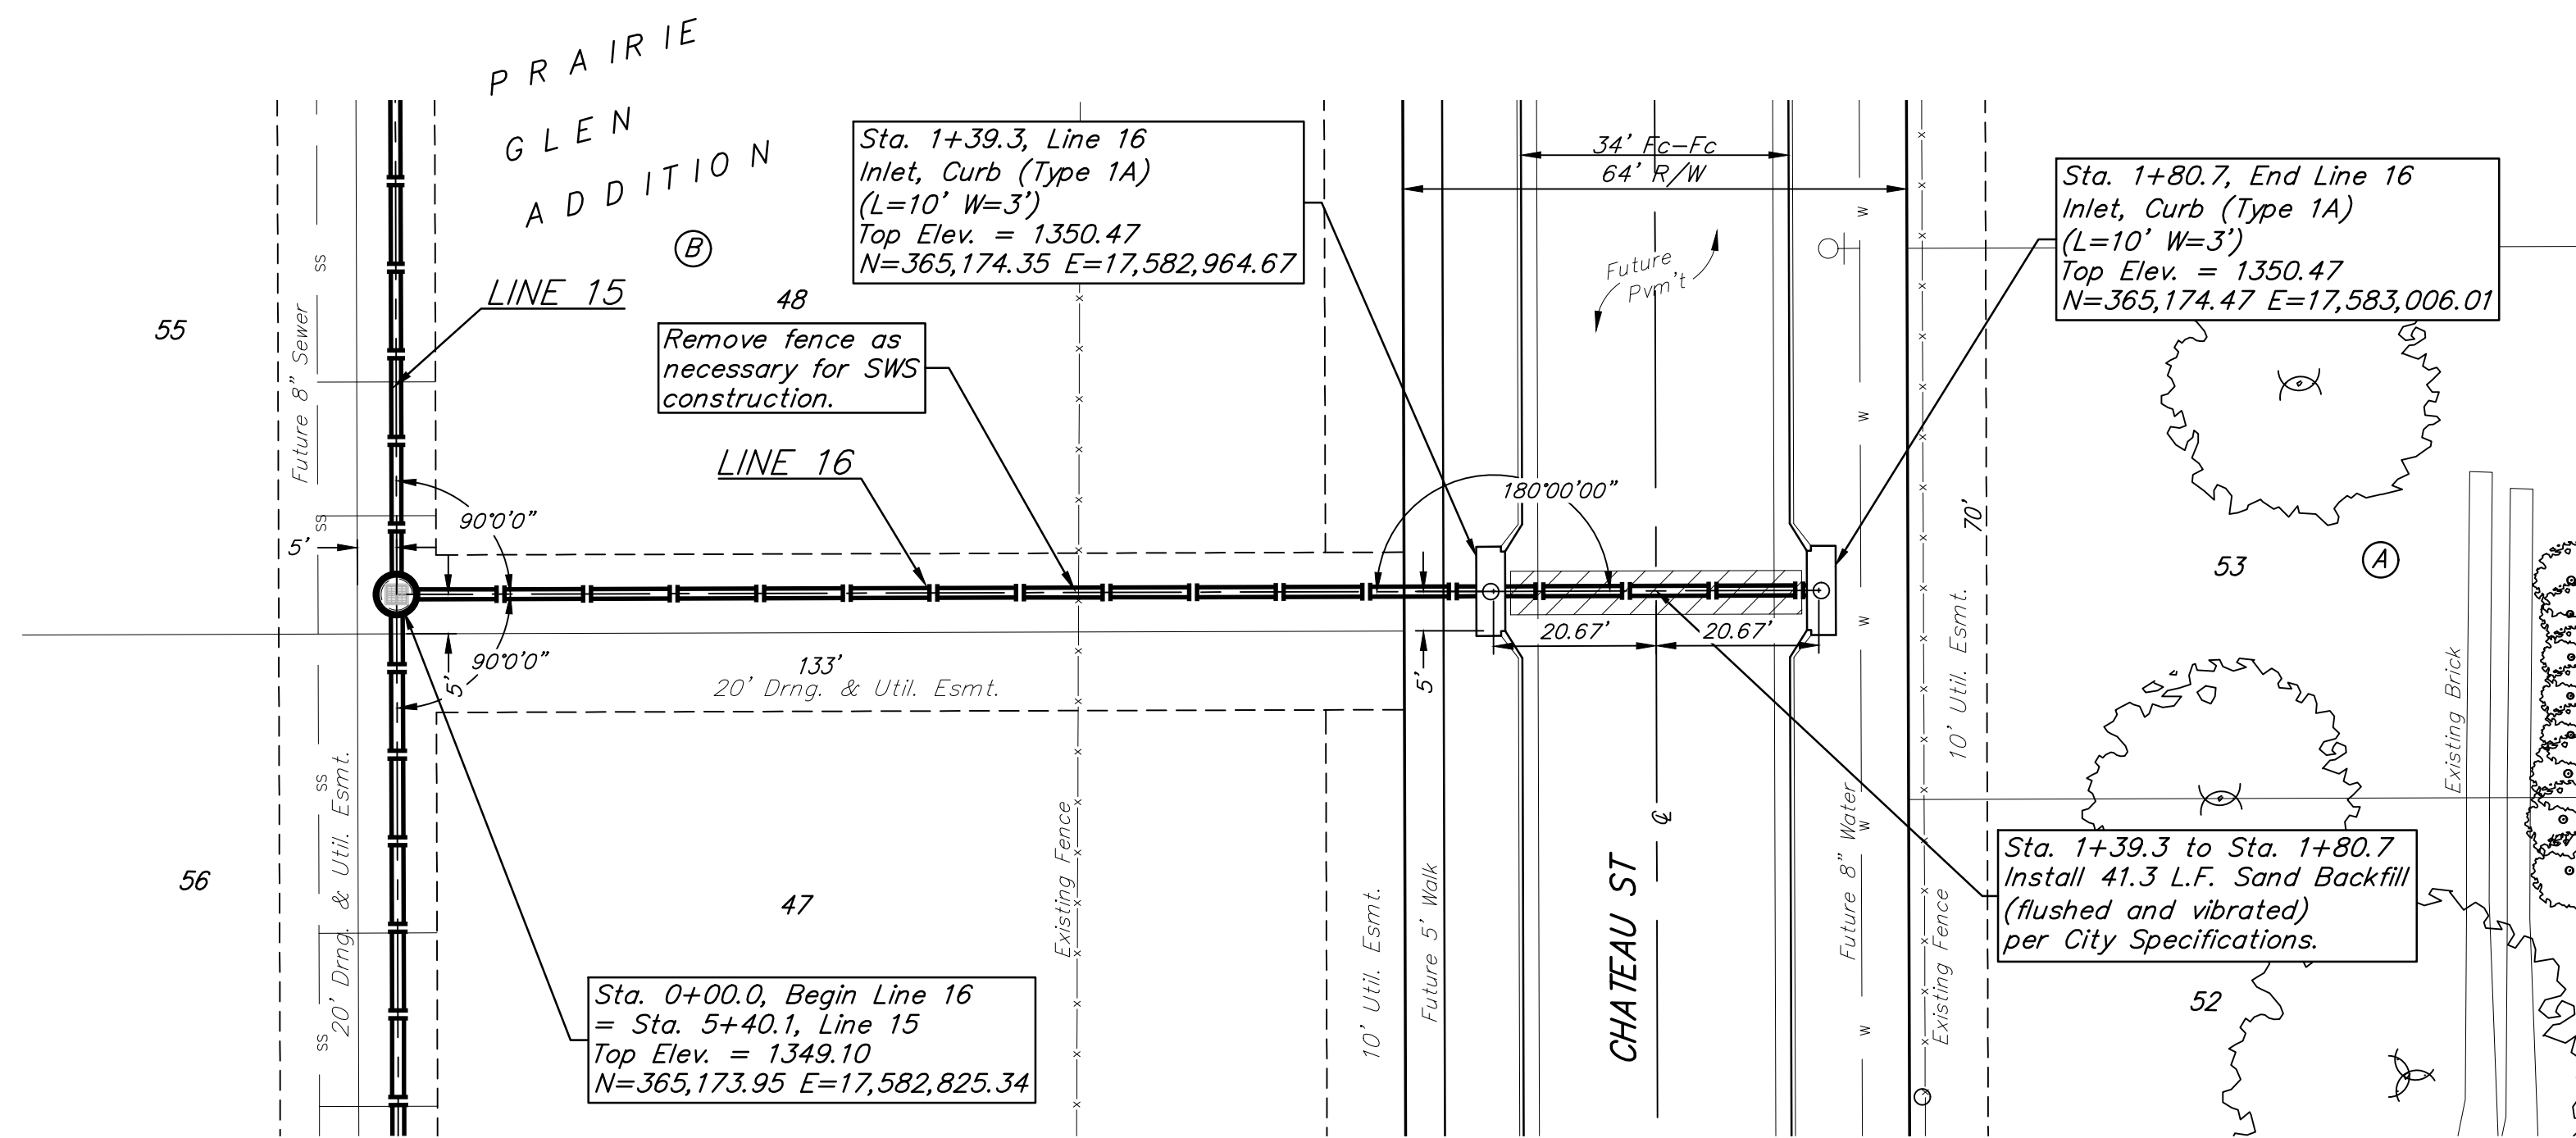 PRAIRIE
GLEN
ADDITION
B
LINE 15
48
55
Sta. 1+39.3, Line 16
Inlet, Curb (Type 1A)
(L=10' W=3')
Top Elev. = 1350.47
N=365,174.35 E=17,582,964.67
34' Fc-Fc
64' R/W
Future
Pvm't
W
Sta. 1+80.7, End Line 16
Inlet, Curb (Type 1A)
(L=10' W=3')
Top Elev. = 1350.47
N=365,174.47 E=17,583,006.01
Remove fence as
necessary for SWS
construction.
LINE 16
Future 8" Sewer
SS
SS
90°0'0"
5'
180°00'00"
W
70'
53
A
90°0'0"
5'
133'
20' Drng. & Util. Esmt.
5'
20.67'
20.67'
W
10' Util. Esmt.
Existing Brick
SS
20' Drng. & Util. Esmt.
56
47
Existing Fence
10' Util. Esmt.
Future 5' Walk
CHATEAU ST
℄
Future 8" Water
W
W
Existing Fence
Sta. 1+39.3 to Sta. 1+80.7
Install 41.3 L.F. Sand Backfill
(flushed and vibrated)
per City Specifications.
52
SS
Sta. 0+00.0, Begin Line 16
= Sta. 5+40.1, Line 15
Top Elev. = 1349.10
N=365,173.95 E=17,582,825.34